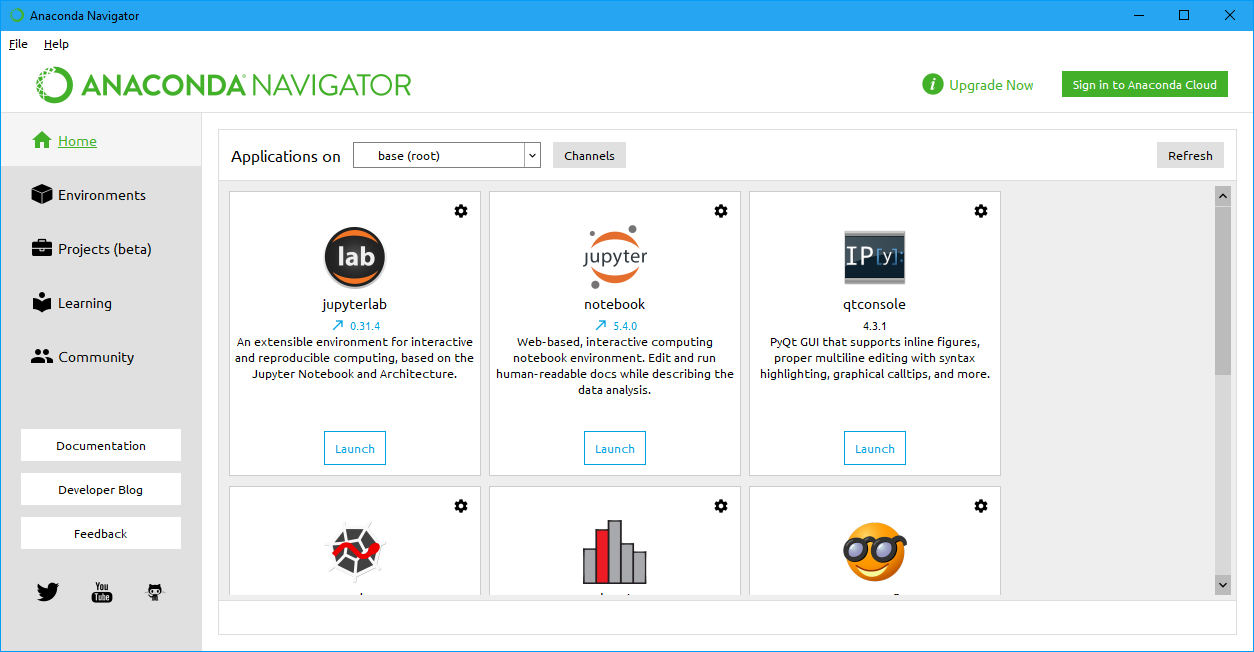 Anaconda Navigator
File Help
ANACONDA NAVIGATOR
i Upgrade Now
Sign in to Anaconda Cloud
Home
Environments
Projects (beta)
Learning
Community
Documentation
Developer Blog
Feedback
You
Tube
Applications on base (root) Channels Refresh
lab
jupyterlab
0.31.4
An extensible environment for interactive
and reproducible computing, based on the
Jupyter Notebook and Architecture.
Launch
jupyter
notebook
5.4.0
Web-based, interactive computing
notebook environment. Edit and run
human-readable docs while describing the
data analysis.
Launch
IP[y]:
qtconsole
4.3.1
PyQt GUI that supports inline figures,
proper multiline editing with syntax
highlighting, graphical calltips, and more.
Launch